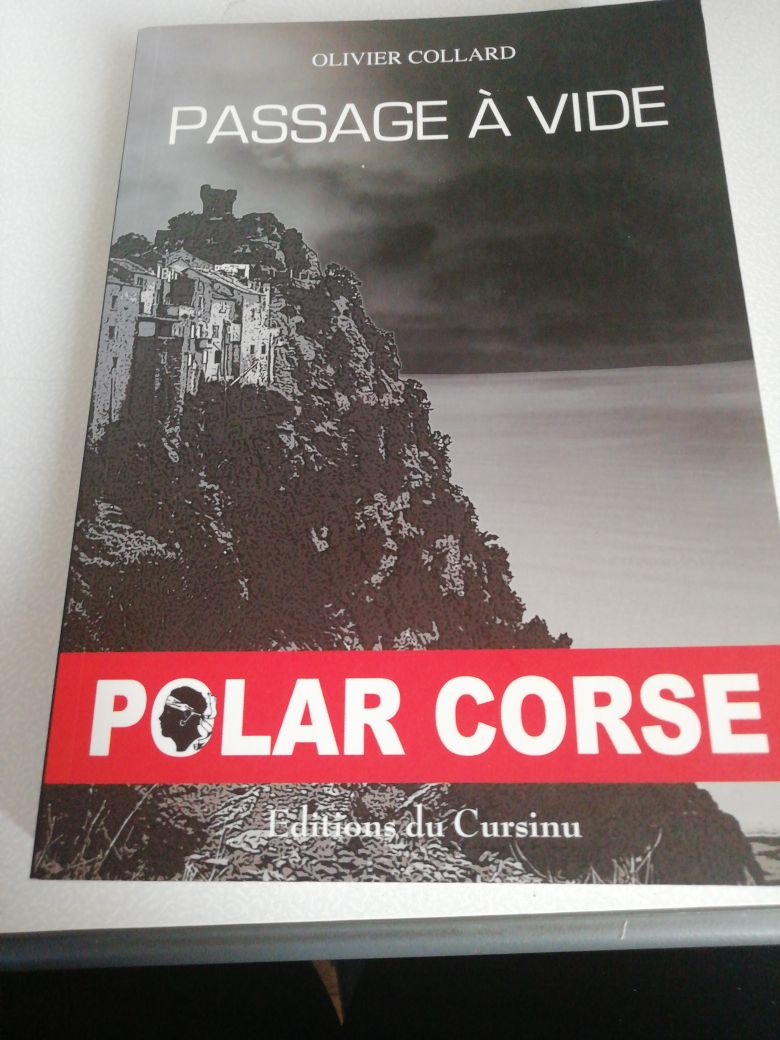 OLIVIER COLLARD
PASSAGE À VIDE
POLAR CORSE
Editions du Cursinu